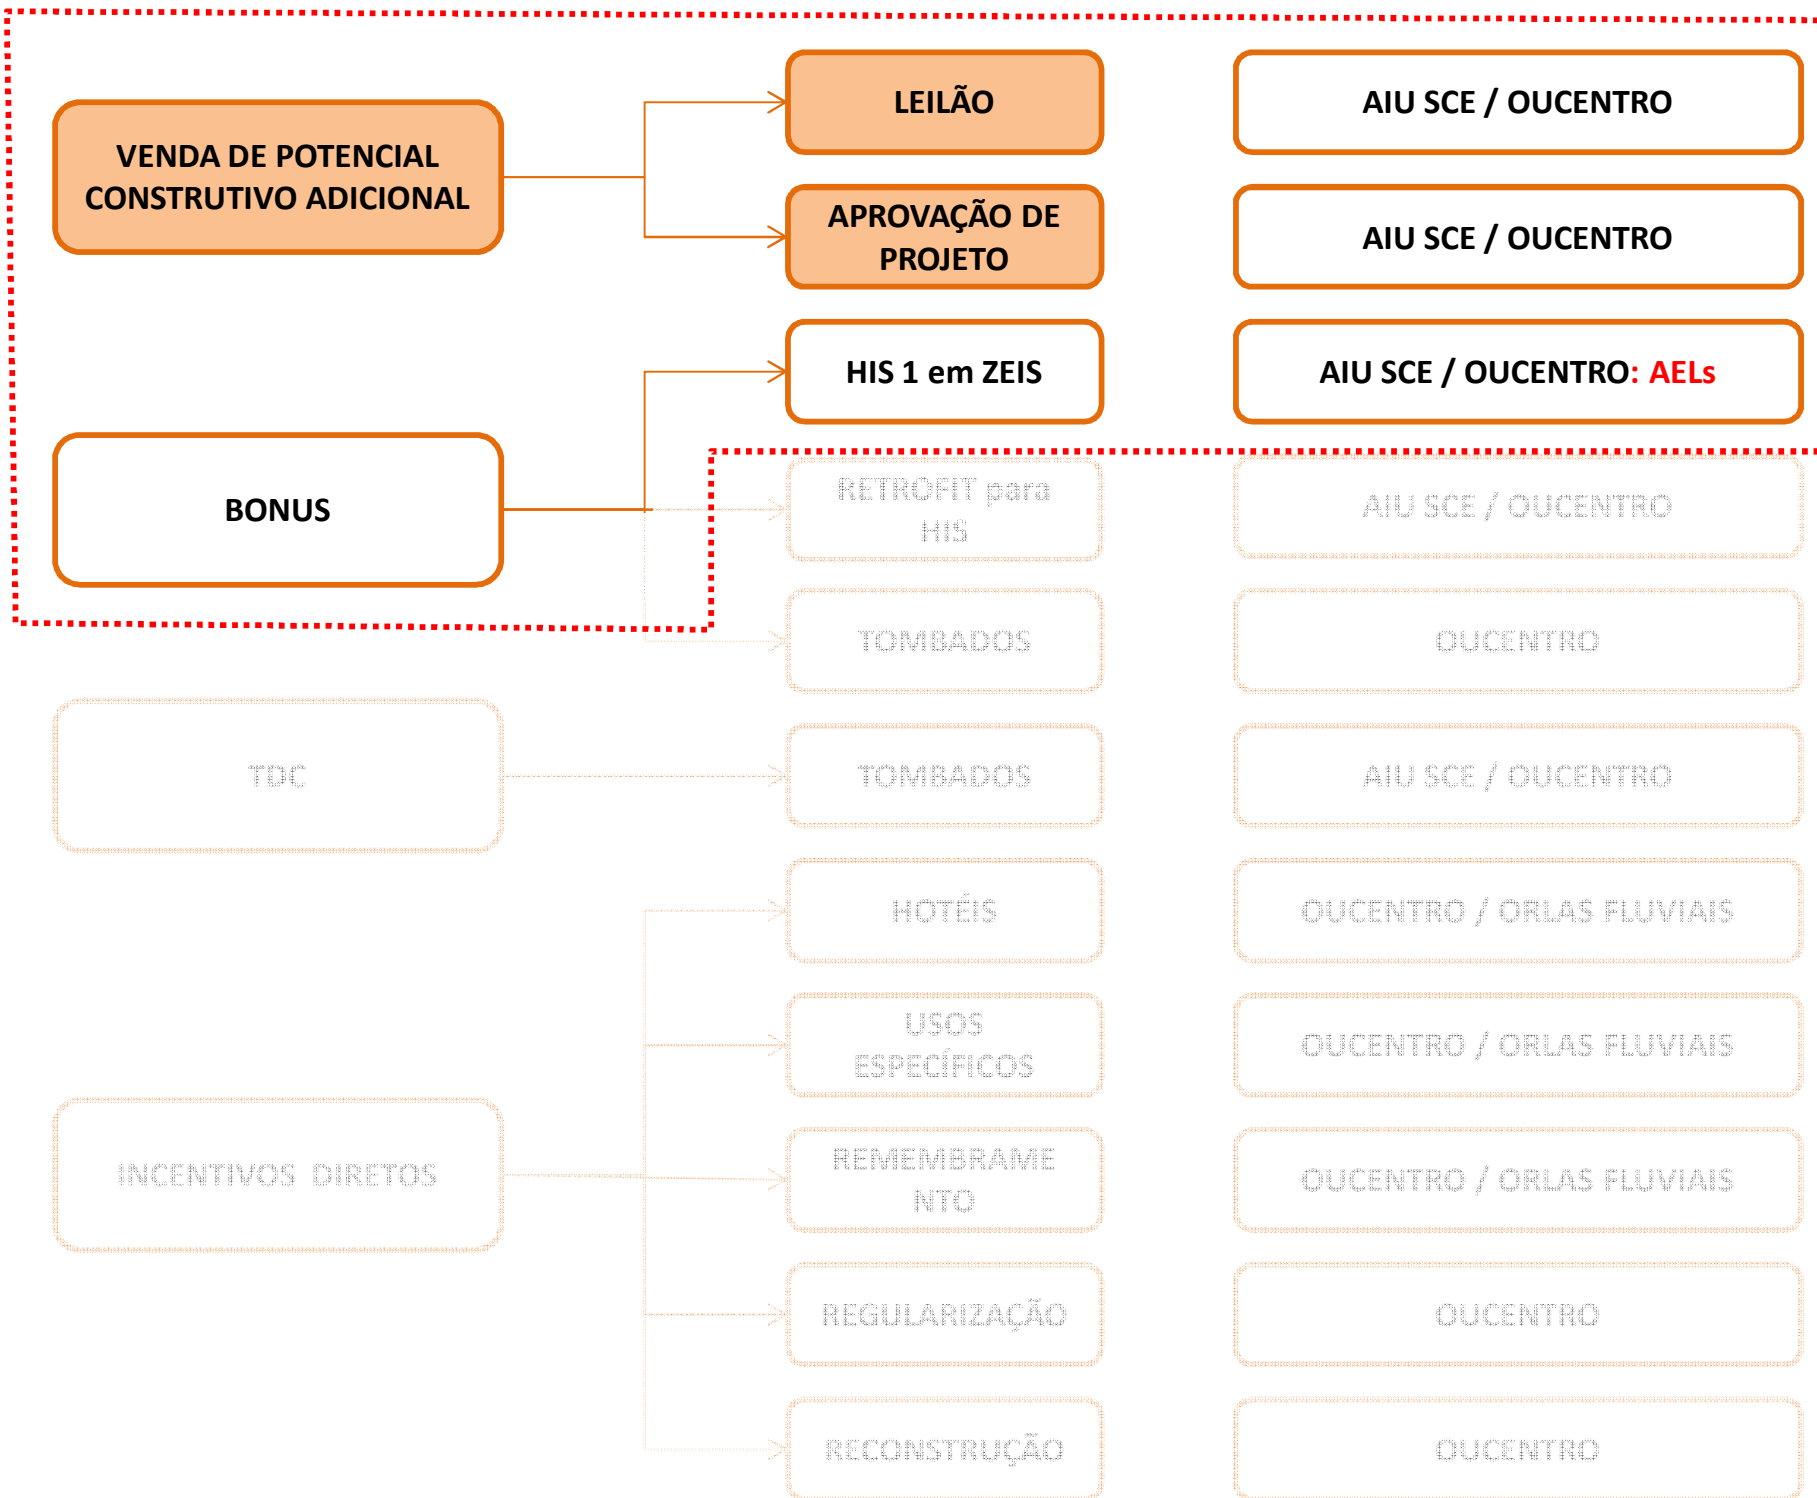 LEILÃO
AIU SCE / OUCENTRO
VENDA DE POTENCIAL
CONSTRUTIVO ADICIONAL
APROVAÇÃO DE
PROJETO
AIU SCE / OUCENTRO
HIS 1 em ZEIS
AIU SCE / OUCENTRO: AELs
BONUS
RETROFIT para
HIS
AIU SCE / OUCENTRO
TOMBADOS
OUCENTRO
TDC
TOMBADOS
AIU SCE / OUCENTRO
HOTÉIS
OUCENTRO / ORLAS FLUVIAIS
USOS
ESPECÍFICOS
OUCENTRO / ORLAS FLUVIAIS
INCENTIVOS DIRETOS
REMEMBRAME
NTO
OUCENTRO / ORLAS FLUVIAIS
REGULARIZAÇÃO
OUCENTRO
RECONSTRUÇÃO
OUCENTRO